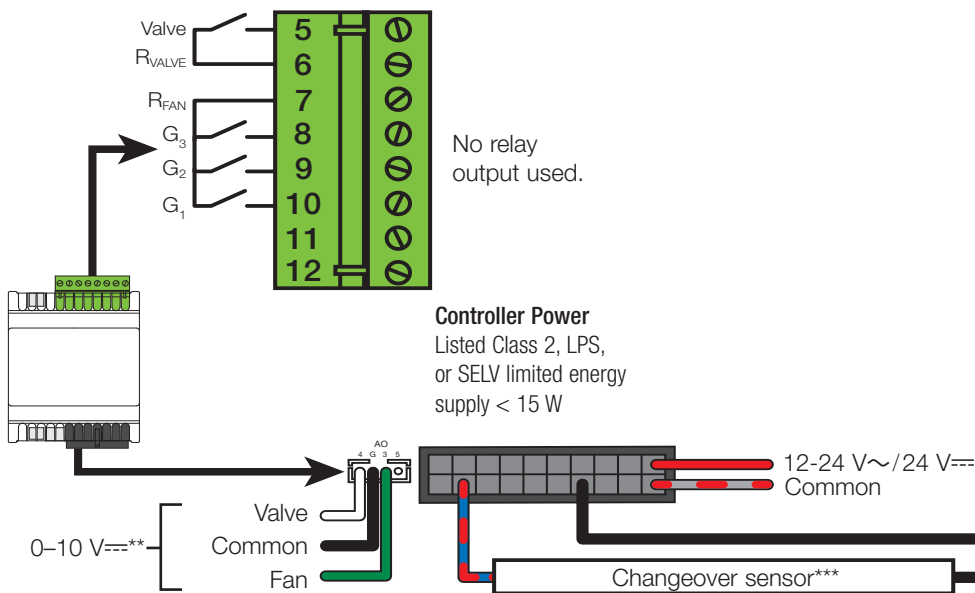 Valve 5
RVALVE 6
RFAN 7
G3 8
G2 9
G1 10
11
12
No relay
output used.
Controller Power
Listed Class 2, LPS,
or SELV limited energy
supply < 15 W
AO
4 G 3 5
12-24 V～/24 V⎓
Common
Valve
0–10 V⎓**
Common
Fan
Changeover sensor***